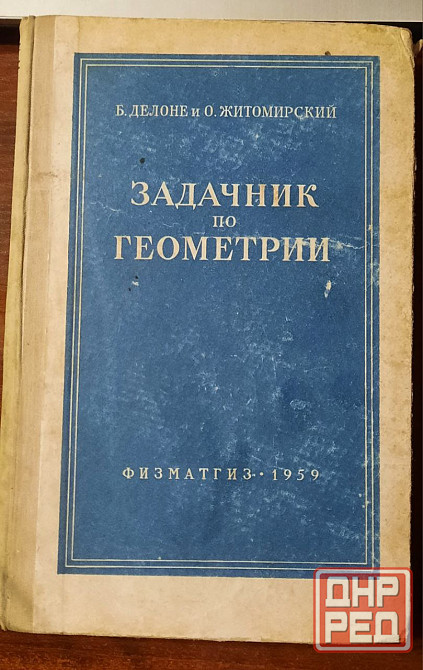 Б. ДЕЛОНЕ и О. ЖИТОМИРСКИЙ
ЗАДАЧНИК
ПО
ГЕОМЕТРИИ
ФИЗМАТГИЗ · 1959
ДНР
РЕД